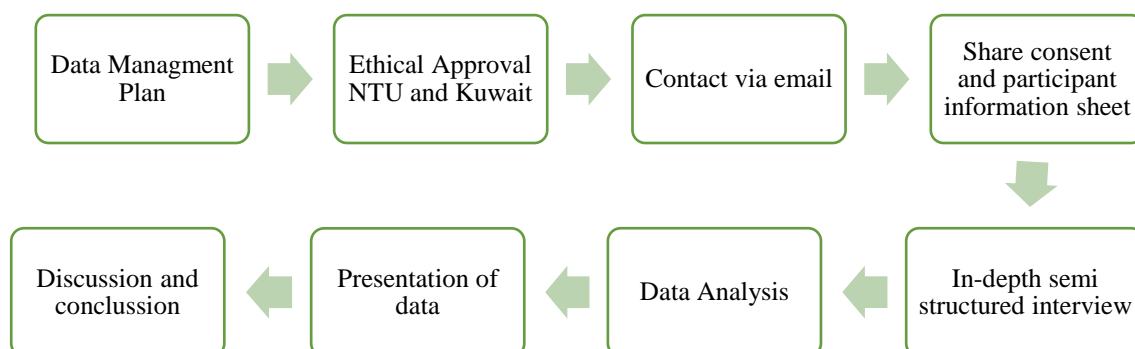 Data Managment
Plan
Ethical Approval
NTU and Kuwait
Contact via email
Share consent
and participant
information sheet
In-depth semi
structured interview
Data Analysis
Presentation of
data
Discussion and
conclussion